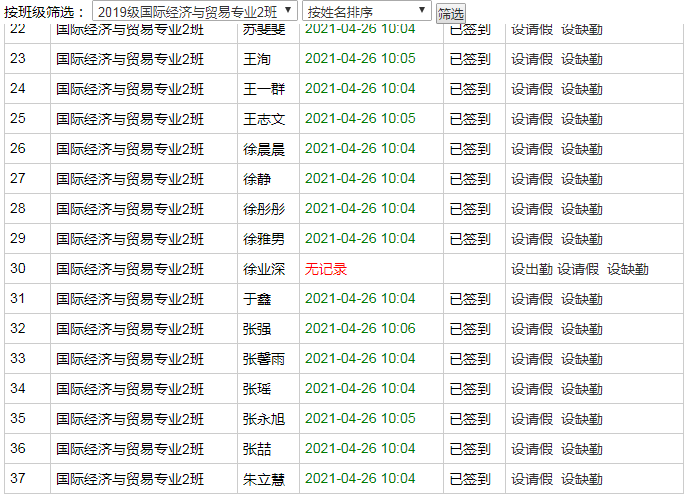 按班级筛选： 2019级国际经济与贸易专业2班 按姓名排序 筛选
22 国际经济与贸易专业2班 苏斐斐 2021-04-26 10:04 已签到 设请假 设缺勤
23 国际经济与贸易专业2班 王洵 2021-04-26 10:05 已签到 设请假 设缺勤
24 国际经济与贸易专业2班 王一群 2021-04-26 10:04 已签到 设请假 设缺勤
25 国际经济与贸易专业2班 王志文 2021-04-26 10:05 已签到 设请假 设缺勤
26 国际经济与贸易专业2班 徐晨晨 2021-04-26 10:04 已签到 设请假 设缺勤
27 国际经济与贸易专业2班 徐静 2021-04-26 10:04 已签到 设请假 设缺勤
28 国际经济与贸易专业2班 徐彤彤 2021-04-26 10:04 已签到 设请假 设缺勤
29 国际经济与贸易专业2班 徐雅男 2021-04-26 10:04 已签到 设请假 设缺勤
30 国际经济与贸易专业2班 徐业深 无记录 设出勤 设请假 设缺勤
31 国际经济与贸易专业2班 于鑫 2021-04-26 10:04 已签到 设请假 设缺勤
32 国际经济与贸易专业2班 张强 2021-04-26 10:06 已签到 设请假 设缺勤
33 国际经济与贸易专业2班 张馨雨 2021-04-26 10:04 已签到 设请假 设缺勤
34 国际经济与贸易专业2班 张瑶 2021-04-26 10:04 已签到 设请假 设缺勤
35 国际经济与贸易专业2班 张永旭 2021-04-26 10:05 已签到 设请假 设缺勤
36 国际经济与贸易专业2班 张喆 2021-04-26 10:04 已签到 设请假 设缺勤
37 国际经济与贸易专业2班 朱立慧 2021-04-26 10:04 已签到 设请假 设缺勤